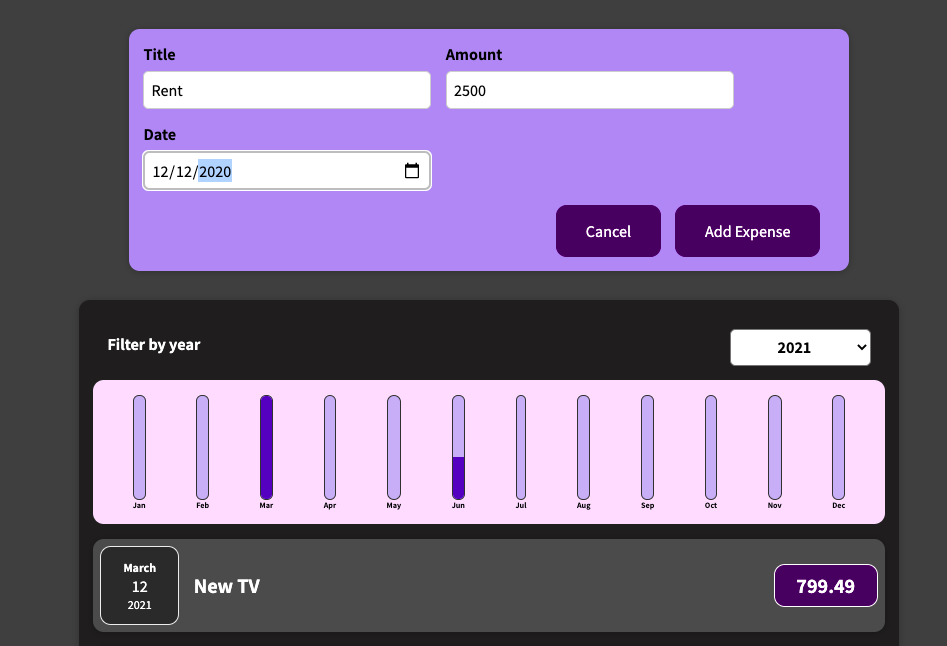 Title Amount
Rent 2500
Date
12/12/2020
Cancel Add Expense
Filter by year 2021
Jan Feb Mar Apr May Jun Jul Aug Sep Oct Nov Dec
March
12
2021
New TV
799.49